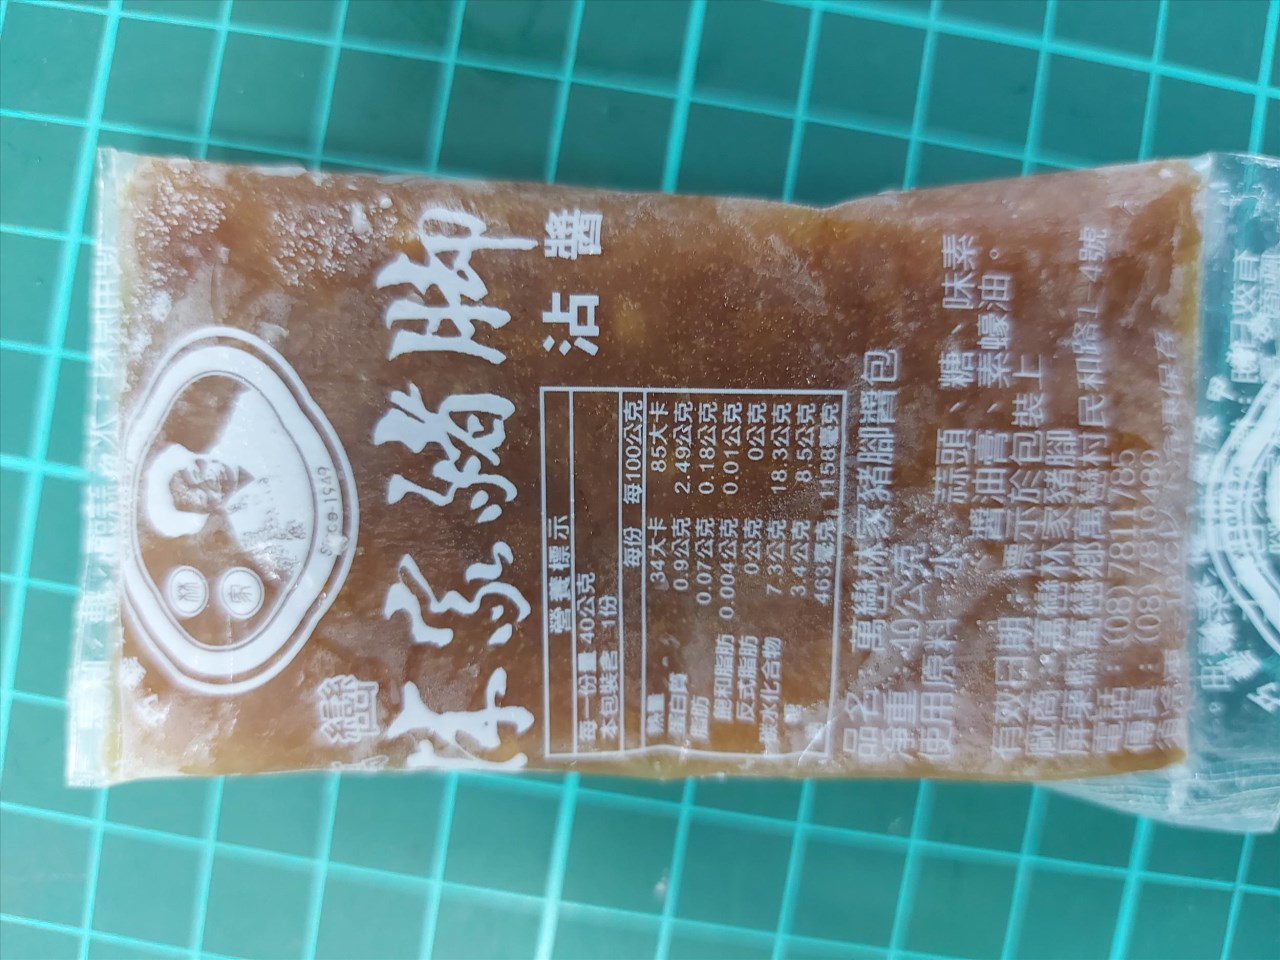 林家
Since 1949
巒
林家豬腳
沾醬
營養標示
每一份量 40公克
本包裝含 1份
每份 每100公克
熱量 34大卡 85大卡
蛋白質 0.9公克 2.49公克
脂肪 0.07公克 0.18公克
飽和脂肪 0.004公克 0.01公克
反式脂肪 0公克 0公克
碳水化合物 7.3公克 18.3公克
糖 3.4公克 8.5公克
463毫克 1158毫克
品名：萬巒林家豬腳醬包
淨重：40公克
使用原料：水、蒜頭、糖、味素
、醬油膏、素蠔油。
有效日期：標示於包裝上
廠商：萬巒林家豬腳
屏東縣萬巒鄉萬巒村民和路1-4號
電話：(08)7811785
傳真：(08)
保存